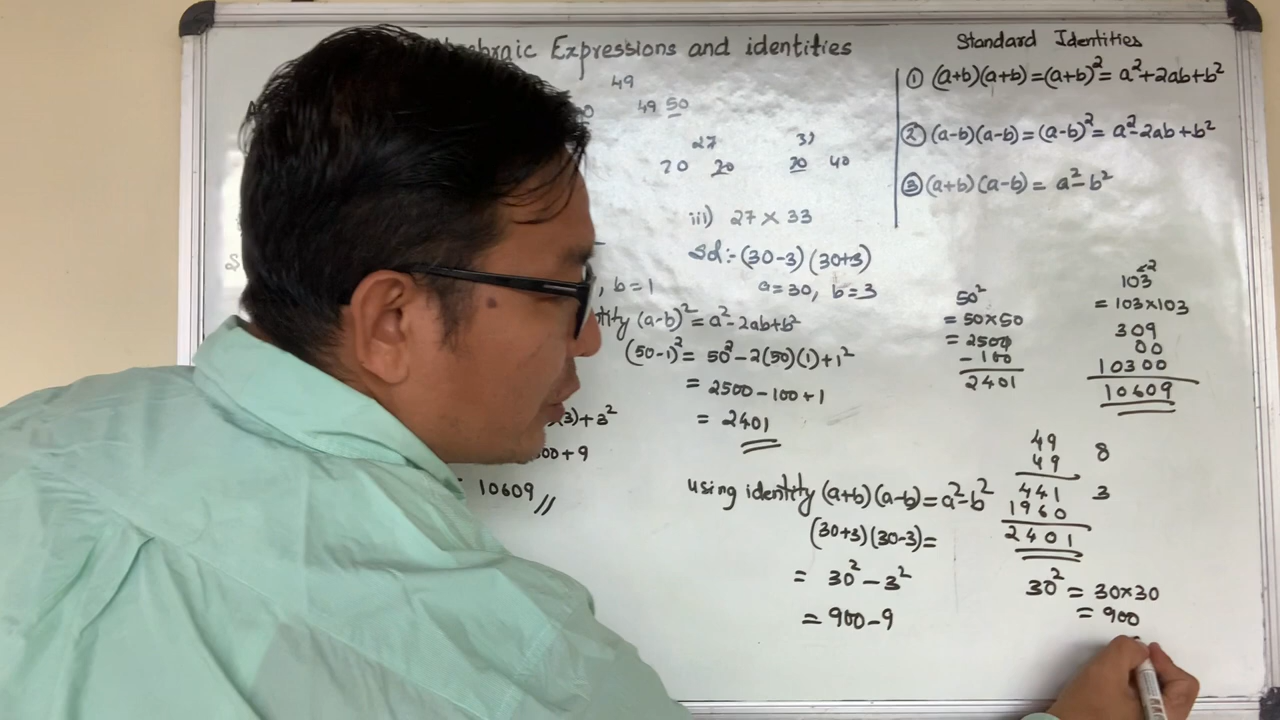 Expressions and identities
49
49 50
27
20 30
3)
30 40
iii) 27 × 33
Sol:- (30-3) (30+3)
, b=1
a=30, b=3
(a-b)² = a²-2ab+b²
(50-1)² = 50²-2(50)(1)+1²
= 2500-100+1
= 2401
(3)+3²
00+9
10609
using identity (a+b)(a-b)=a²-b²
(30+3)(30-3)=
= 30²-3²
= 900-9
Standard Identities
① (a+b)(a+b)=(a+b)²= a²+2ab+b²
② (a-b)(a-b)=(a-b)²= a²-2ab+b²
③ (a+b)(a-b)= a²-b²
50²
= 50×50
= 2500
- 100
2401
103²
= 103×103
309
00
10300
10609
49
49
441
1960
2401
8
3
30² = 30×30
= 900